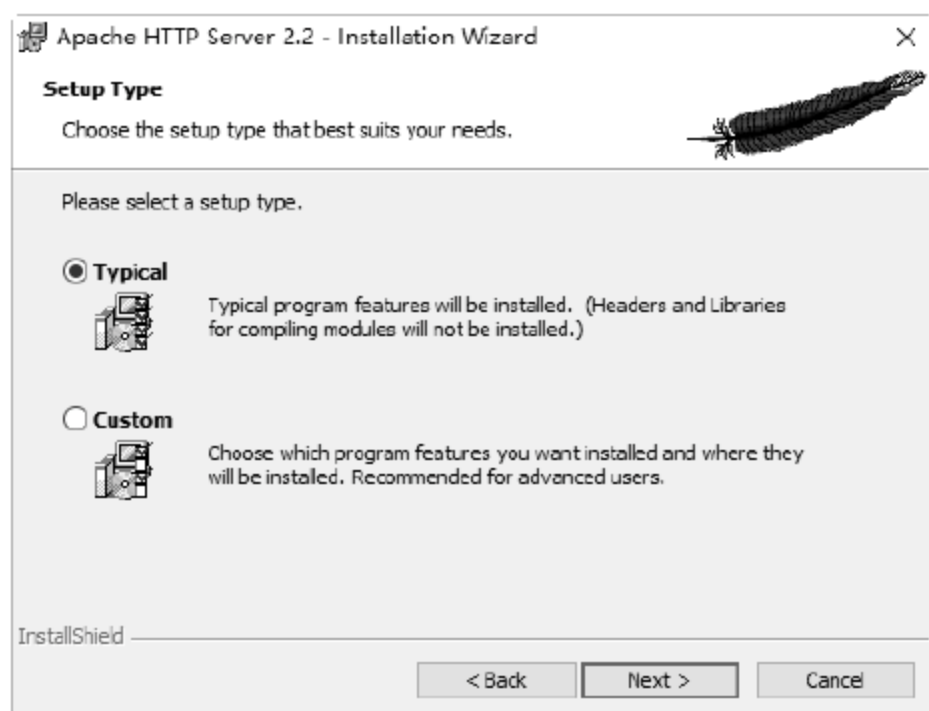 Apache HTTP Server 2.2 - Installation Wizard
Setup Type
Choose the setup type that best suits your needs.
Please select a setup type.
Typical
Typical program features will be installed. (Headers and Libraries
for compiling modules will not be installed.)
Custom
Choose which program features you want installed and where they
will be installed. Recommended for advanced users.
InstallShield
< Back
Next >
Cancel